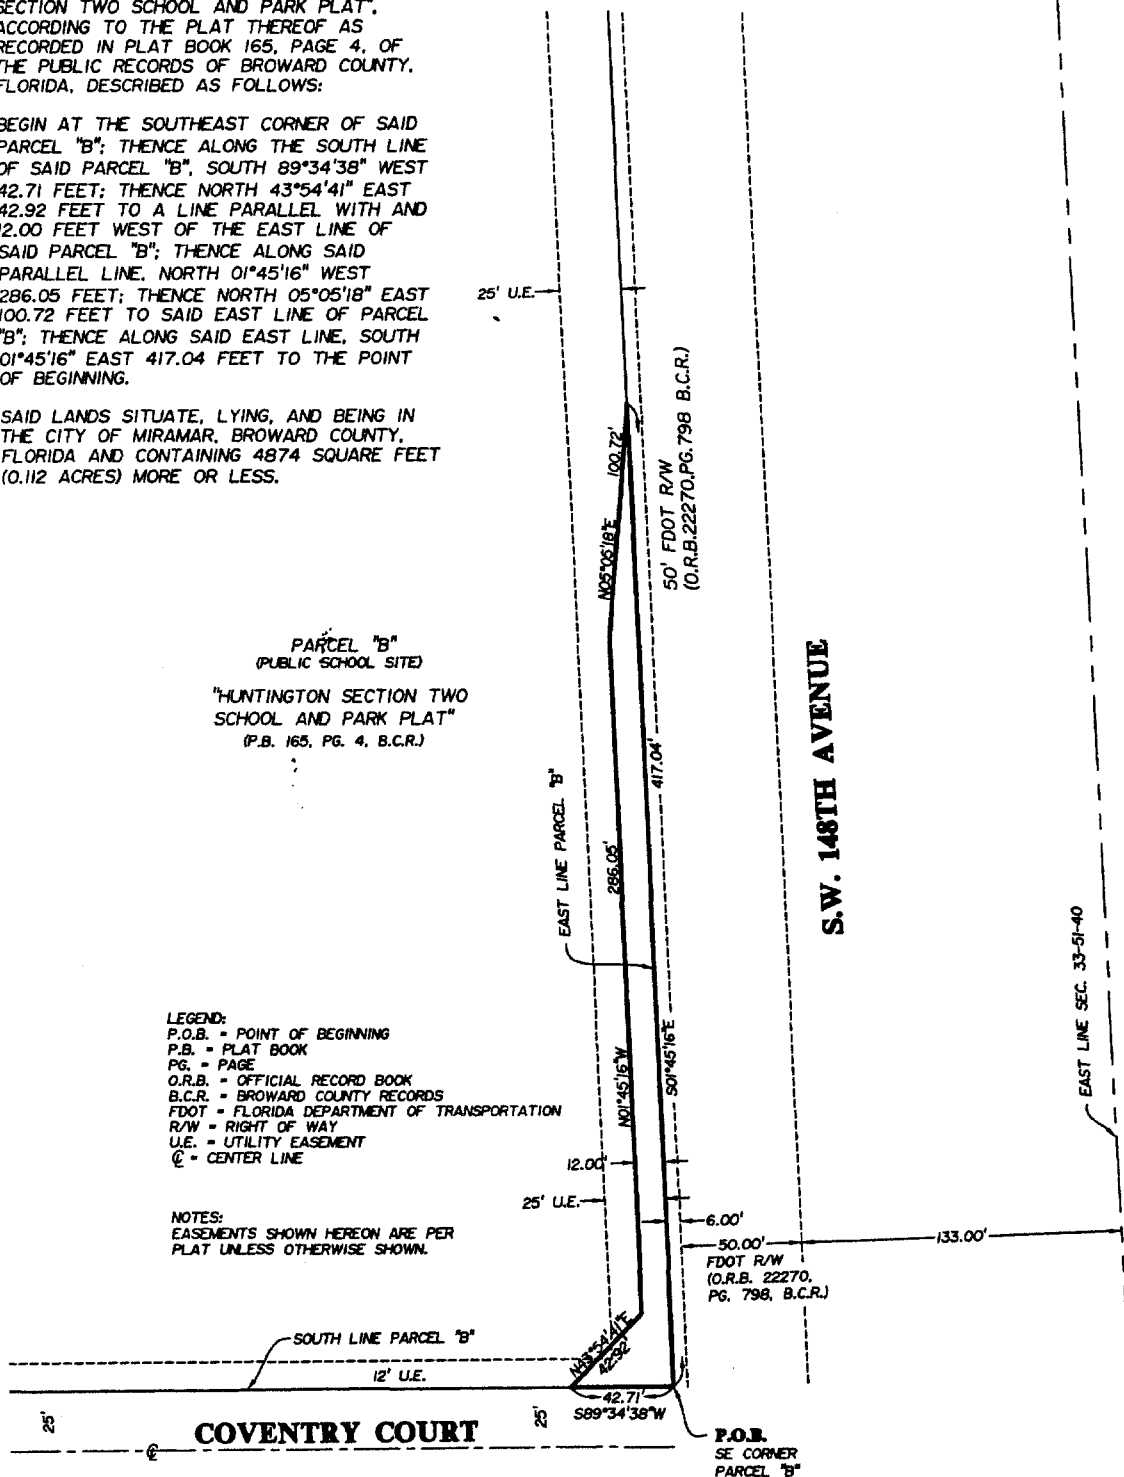 SECTION TWO SCHOOL AND PARK PLAT",
ACCORDING TO THE PLAT THEREOF AS
RECORDED IN PLAT BOOK 165, PAGE 4, OF
THE PUBLIC RECORDS OF BROWARD COUNTY,
FLORIDA, DESCRIBED AS FOLLOWS:
BEGIN AT THE SOUTHEAST CORNER OF SAID
PARCEL "B"; THENCE ALONG THE SOUTH LINE
OF SAID PARCEL "B", SOUTH 89°34'38" WEST
42.71 FEET; THENCE NORTH 43°54'41" EAST
42.92 FEET TO A LINE PARALLEL WITH AND
12.00 FEET WEST OF THE EAST LINE OF
SAID PARCEL "B"; THENCE ALONG SAID
PARALLEL LINE, NORTH 01°45'16" WEST
286.05 FEET; THENCE NORTH 05°05'18" EAST
100.72 FEET TO SAID EAST LINE OF PARCEL
"B"; THENCE ALONG SAID EAST LINE, SOUTH
01°45'16" EAST 417.04 FEET TO THE POINT
OF BEGINNING.
SAID LANDS SITUATE, LYING, AND BEING IN
THE CITY OF MIRAMAR, BROWARD COUNTY,
FLORIDA AND CONTAINING 4874 SQUARE FEET
(0.112 ACRES) MORE OR LESS.
25' U.E.
100.72'
N05°05'18"E
50' FDOT R/W
(O.R.B.22270,PG.798 B.C.R.)
PARCEL "B"
(PUBLIC SCHOOL SITE)
"HUNTINGTON SECTION TWO
SCHOOL AND PARK PLAT"
(P.B. 165, PG. 4, B.C.R.)
417.04'
286.05'
EAST LINE PARCEL "B"
S.W. 148TH AVENUE
EAST LINE SEC. 33-51-40
N01°45'16"W
S01°45'16"E
LEGEND:
P.O.B. = POINT OF BEGINNING
P.B. = PLAT BOOK
PG. = PAGE
O.R.B. = OFFICIAL RECORD BOOK
B.C.R. = BROWARD COUNTY RECORDS
FDOT = FLORIDA DEPARTMENT OF TRANSPORTATION
R/W = RIGHT OF WAY
U.E. = UTILITY EASEMENT
℄ = CENTER LINE
12.00'
25' U.E.
6.00'
50.00'
FDOT R/W
(O.R.B. 22270,
PG. 798, B.C.R.)
133.00'
NOTES:
EASEMENTS SHOWN HEREON ARE PER
PLAT UNLESS OTHERWISE SHOWN.
SOUTH LINE PARCEL "B"
N43°54'41"E
42.92'
12' U.E.
42.71'
S89°34'38"W
25'
25'
COVENTRY COURT
℄
P.O.B.
SE CORNER
PARCEL "B"